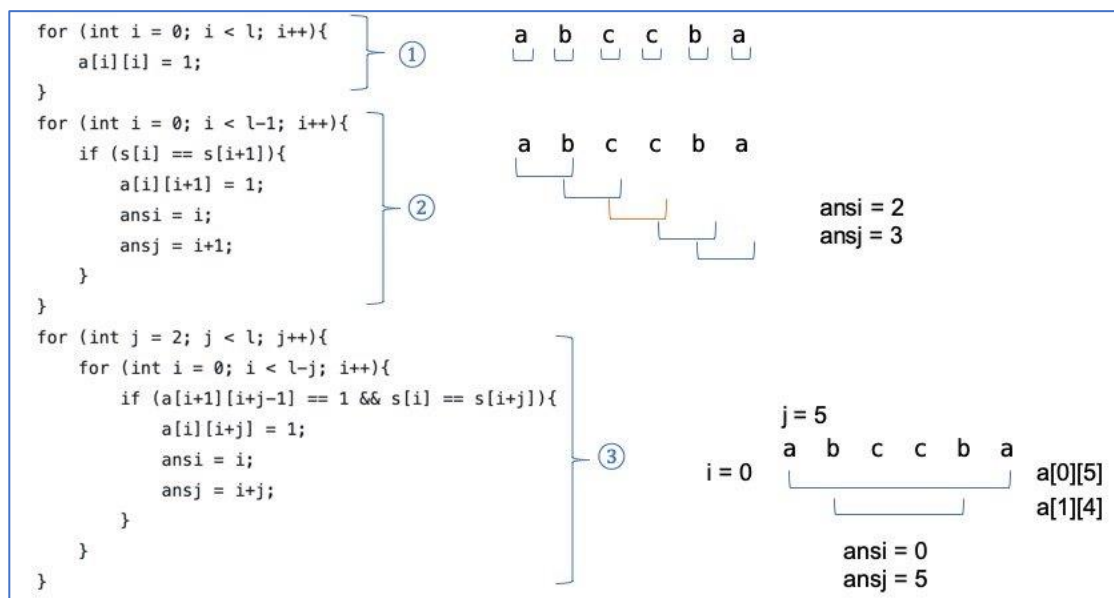 for (int i = 0; i < l; i++){
    a[i][i] = 1;
}
①
a b c c b a
for (int i = 0; i < l-1; i++){
    if (s[i] == s[i+1]){
        a[i][i+1] = 1;
        ansi = i;
        ansj = i+1;
    }
}
②
a b c c b a
ansi = 2
ansj = 3
for (int j = 2; j < l; j++){
    for (int i = 0; i < l-j; i++){
        if (a[i+1][i+j-1] == 1 && s[i] == s[i+j]){
            a[i][i+j] = 1;
            ansi = i;
            ansj = i+j;
        }
    }
}
③
j = 5
a b c c b a
i = 0
a[0][5]
a[1][4]
ansi = 0
ansj = 5